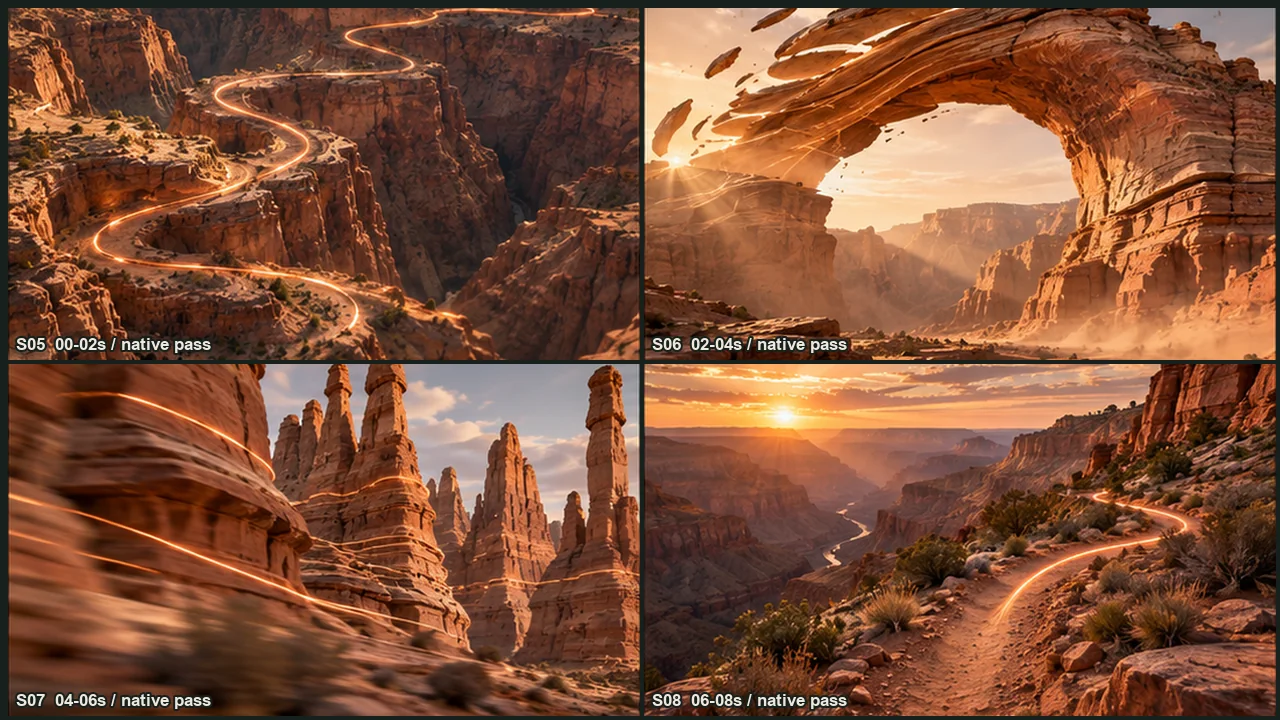 S05 00-02s / native pass
S06 02-04s / native pass
S07 04-06s / native pass
S08 06-08s / native pass